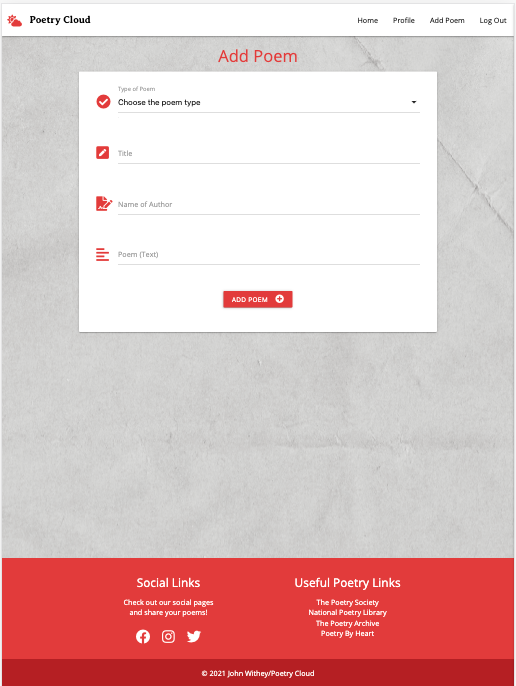 Poetry Cloud
Home Profile Add Poem Log Out
Add Poem
Type of Poem
Choose the poem type
Title
Name of Author
Poem (Text)
ADD POEM
Social Links
Check out our social pages
and share your poems!
Useful Poetry Links
The Poetry Society
National Poetry Library
The Poetry Archive
Poetry By Heart
© 2021 John Withey/Poetry Cloud